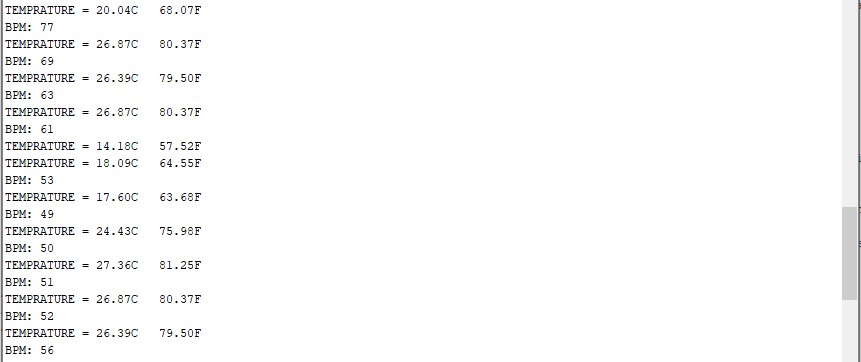 TEMPRATURE = 20.04C   68.07F
BPM: 77
TEMPRATURE = 26.87C   80.37F
BPM: 69
TEMPRATURE = 26.39C   79.50F
BPM: 63
TEMPRATURE = 26.87C   80.37F
BPM: 61
TEMPRATURE = 14.18C   57.52F
TEMPRATURE = 18.09C   64.55F
BPM: 53
TEMPRATURE = 17.60C   63.68F
BPM: 49
TEMPRATURE = 24.43C   75.98F
BPM: 50
TEMPRATURE = 27.36C   81.25F
BPM: 51
TEMPRATURE = 26.87C   80.37F
BPM: 52
TEMPRATURE = 26.39C   79.50F
BPM: 56